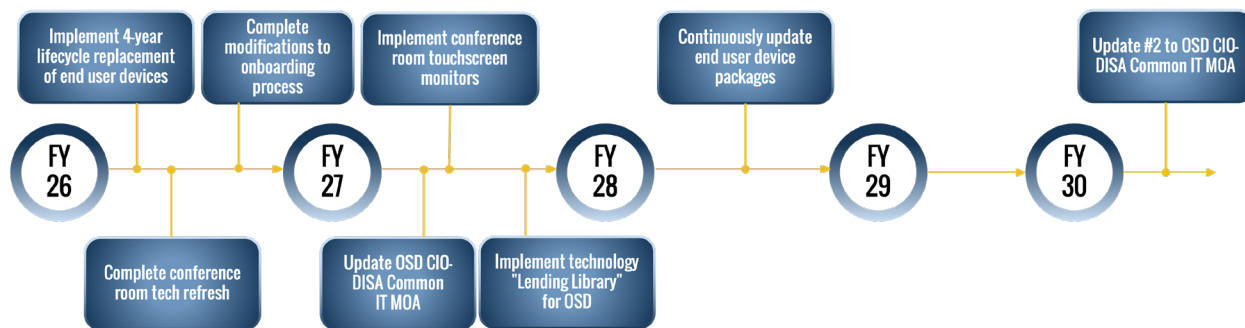 Implement 4-year
lifecycle replacement
of end user devices
Complete
modifications to
onboarding
process
Implement conference
room touchscreen
monitors
Continuously update
end user device
packages
Update #2 to OSD CIO-
DISA Common IT MOA
FY
26
FY
27
FY
28
FY
29
FY
30
Complete conference
room tech refresh
Update OSD CIO-
DISA Common
IT MOA
Implement technology
"Lending Library"
for OSD